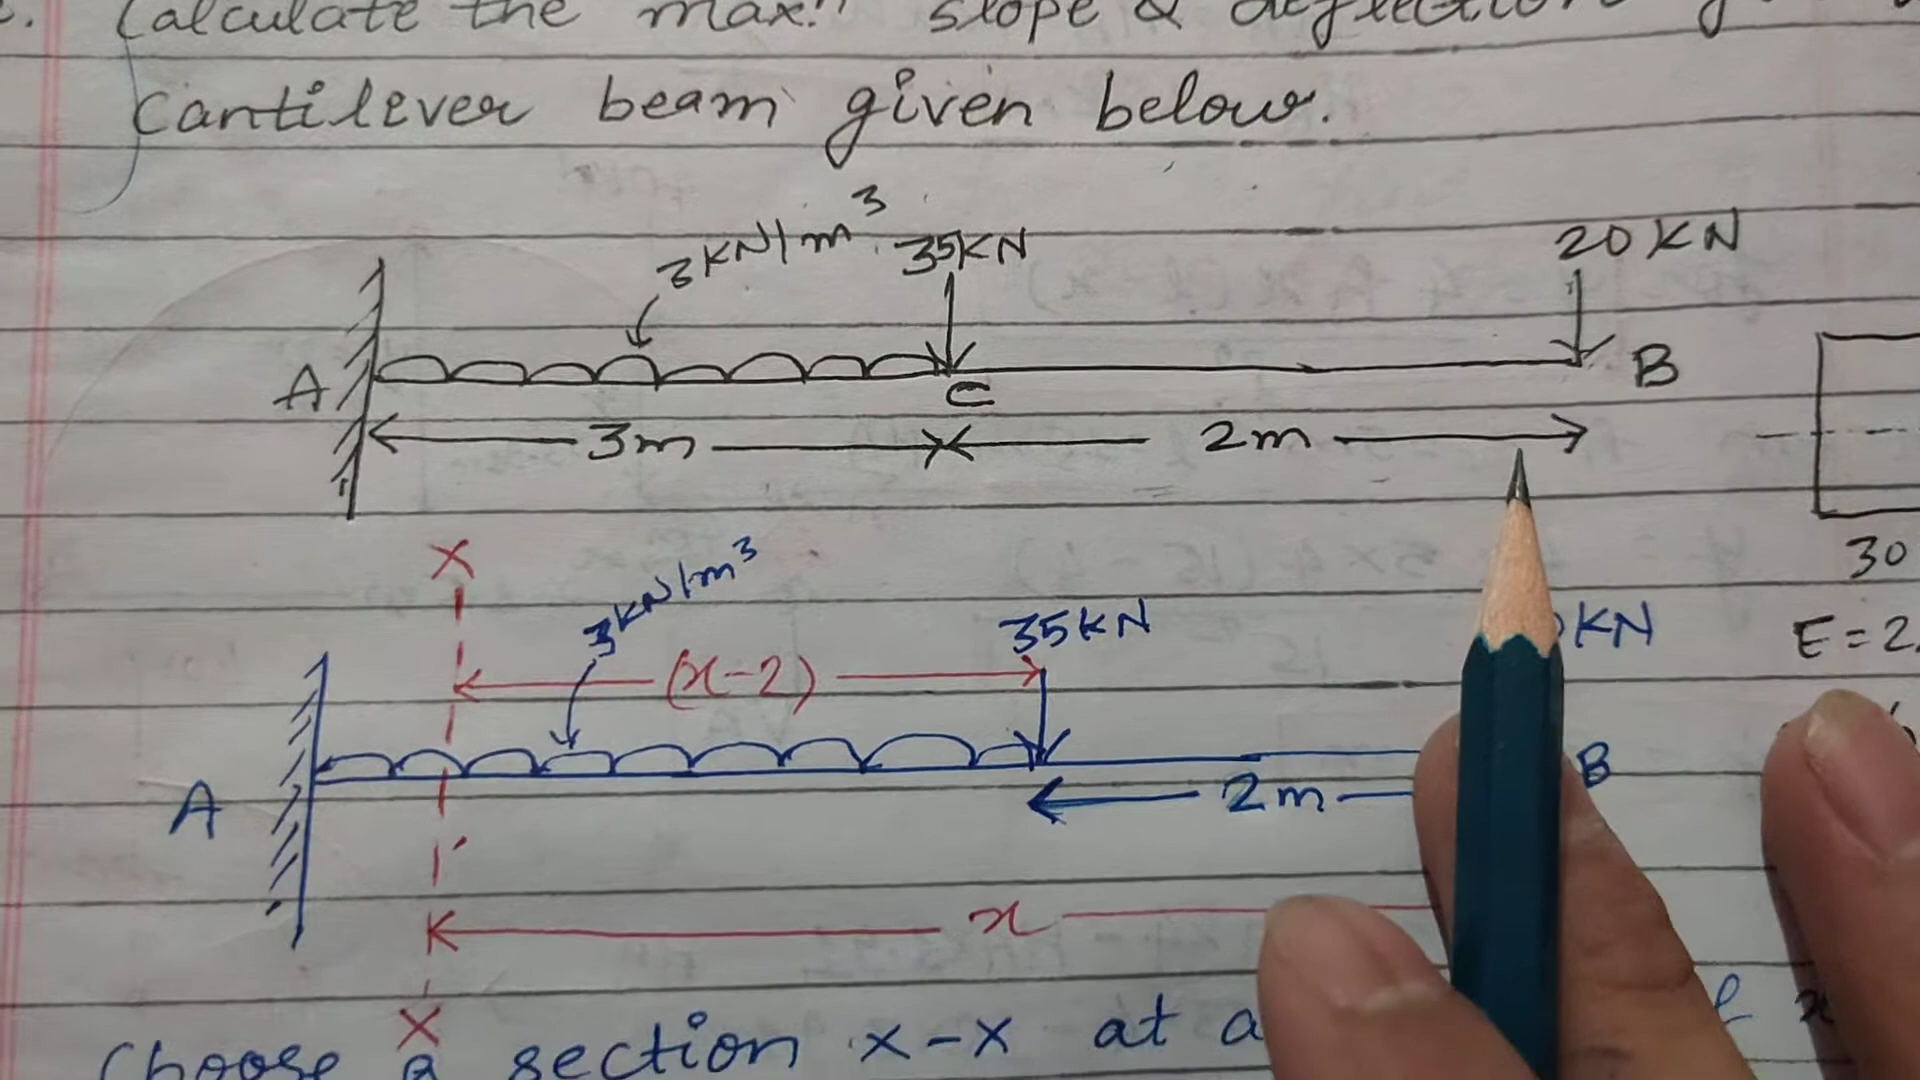 Calculate the max.m slope & deflection
Cantilever beam given below.
3KN/m³ 35KN 20KN
A C B
3m 2m
30
X
3KN/m³ 35KN KN
E=2.
(x-2)
A B
2m
x
X
Choose a section x-x at a x